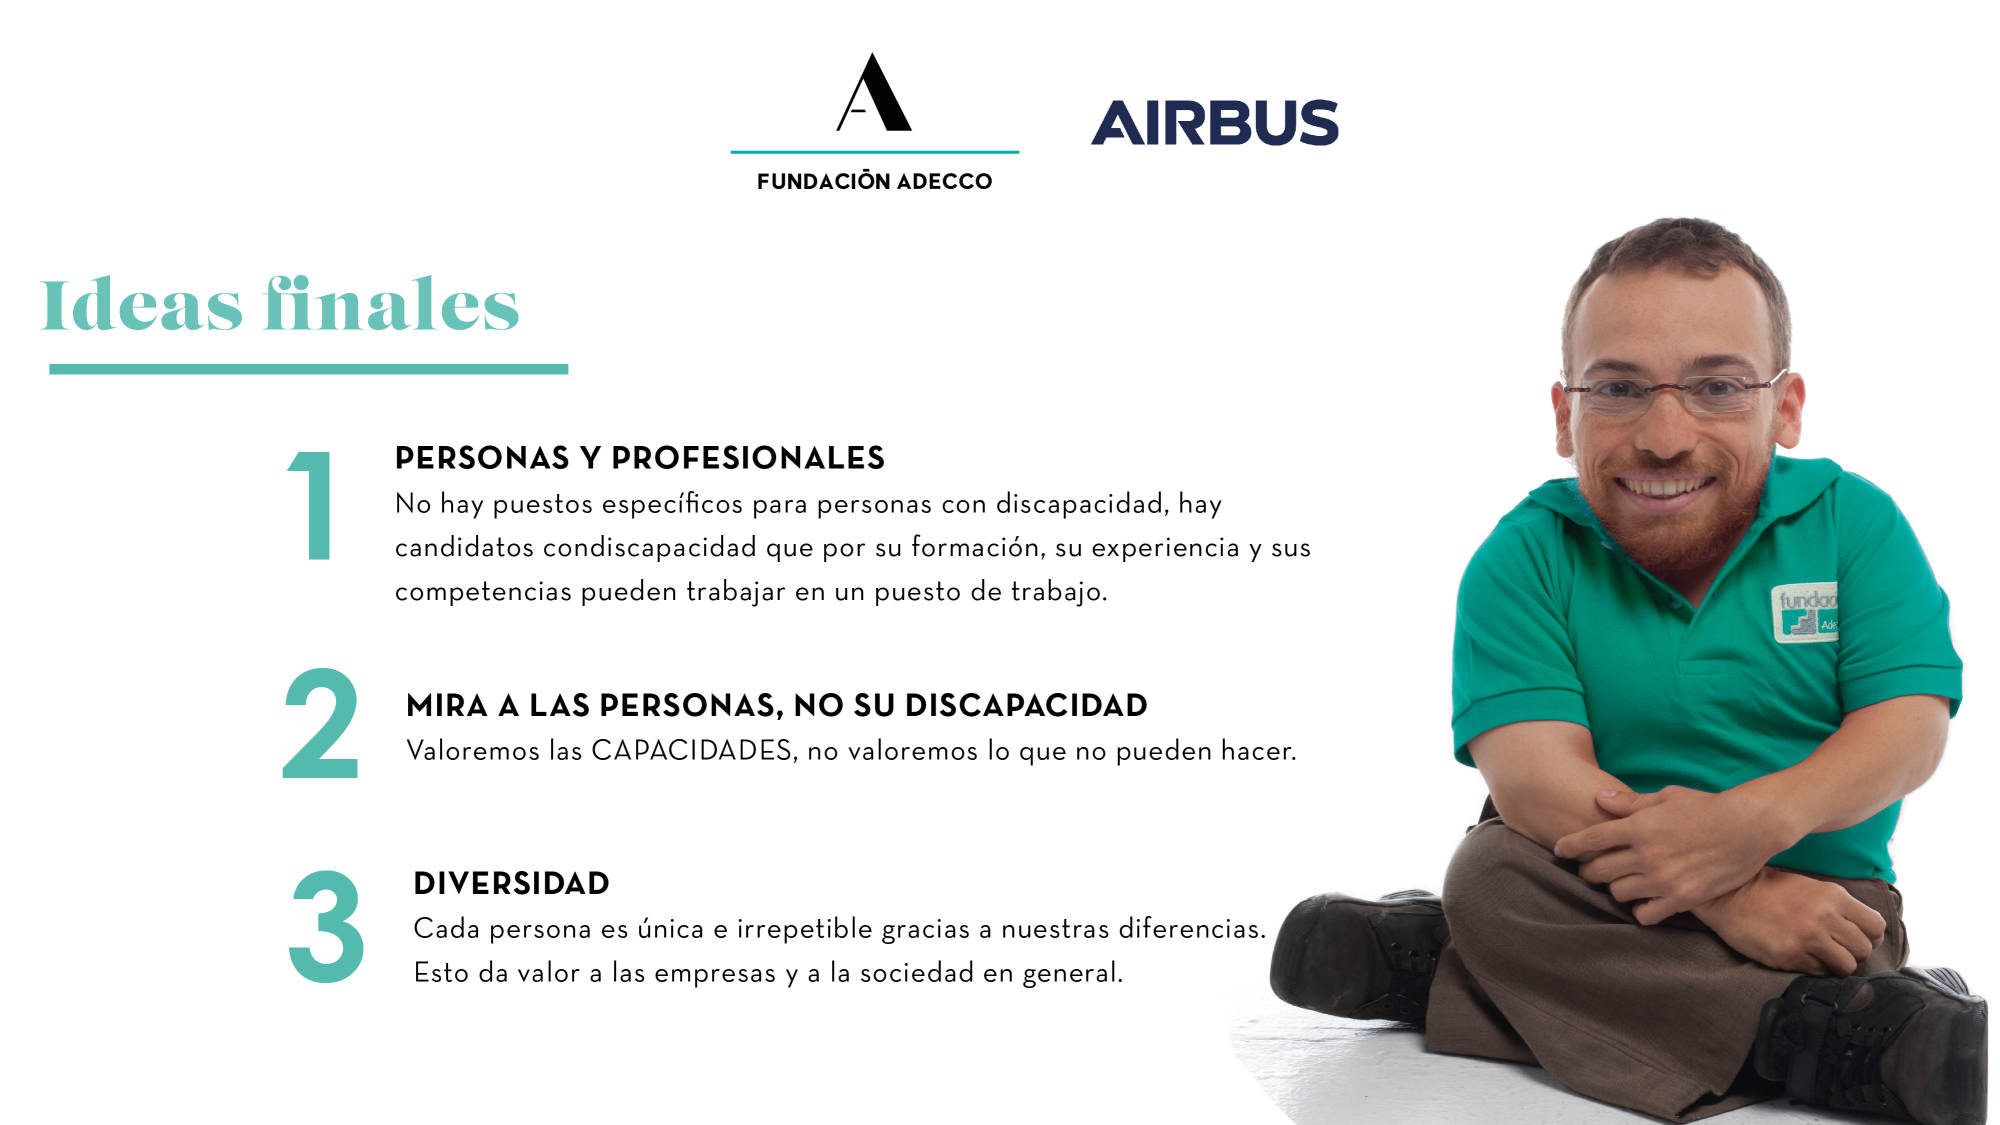 FUNDACIŌN ADECCO
AIRBUS
Ideas finales
1
PERSONAS Y PROFESIONALES
No hay puestos específicos para personas con discapacidad, hay
candidatos condiscapacidad que por su formación, su experiencia y sus
competencias pueden trabajar en un puesto de trabajo.
2
MIRA A LAS PERSONAS, NO SU DISCAPACIDAD
Valoremos las CAPACIDADES, no valoremos lo que no pueden hacer.
3
DIVERSIDAD
Cada persona es única e irrepetible gracias a nuestras diferencias.
Esto da valor a las empresas y a la sociedad en general.